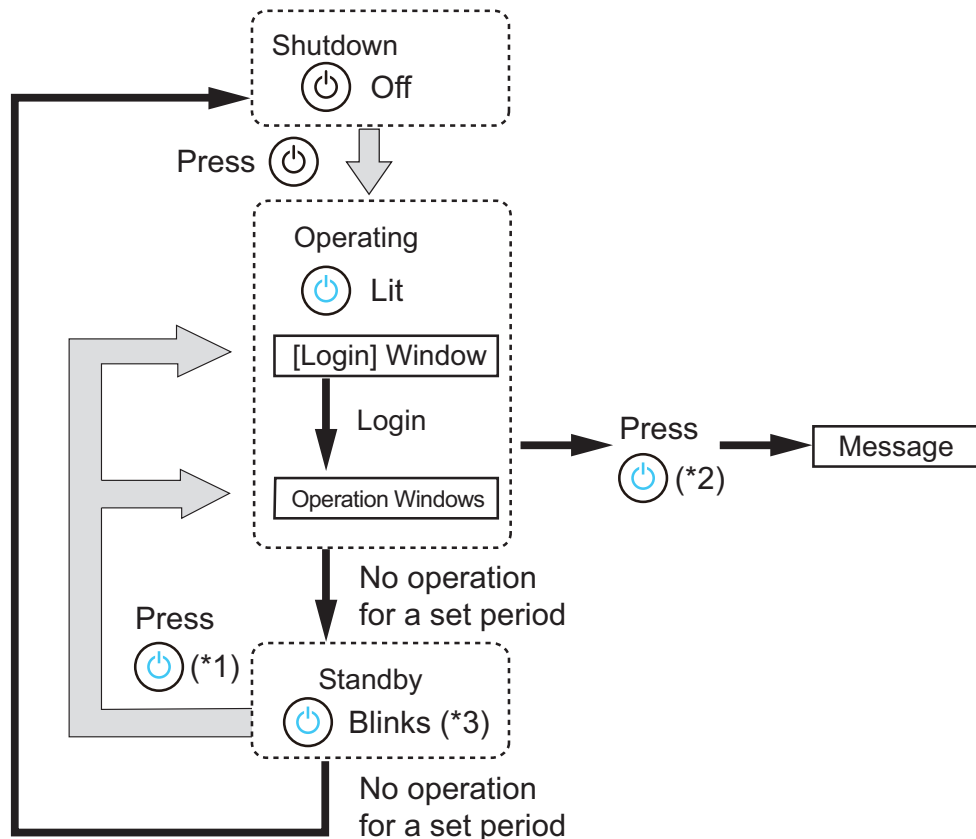 Shutdown
Off
Press
Operating
Lit
[Login] Window
Login
Operation Windows
Press
(*2)
Message
No operation
for a set period
Press
(*1)
Standby
Blinks (*3)
No operation
for a set period